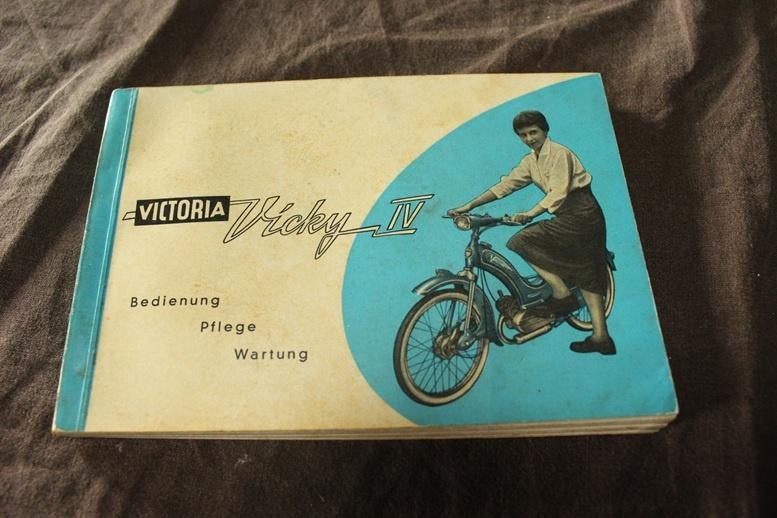 VICTORIA Vicky IV
Bedienung
Pflege
Wartung